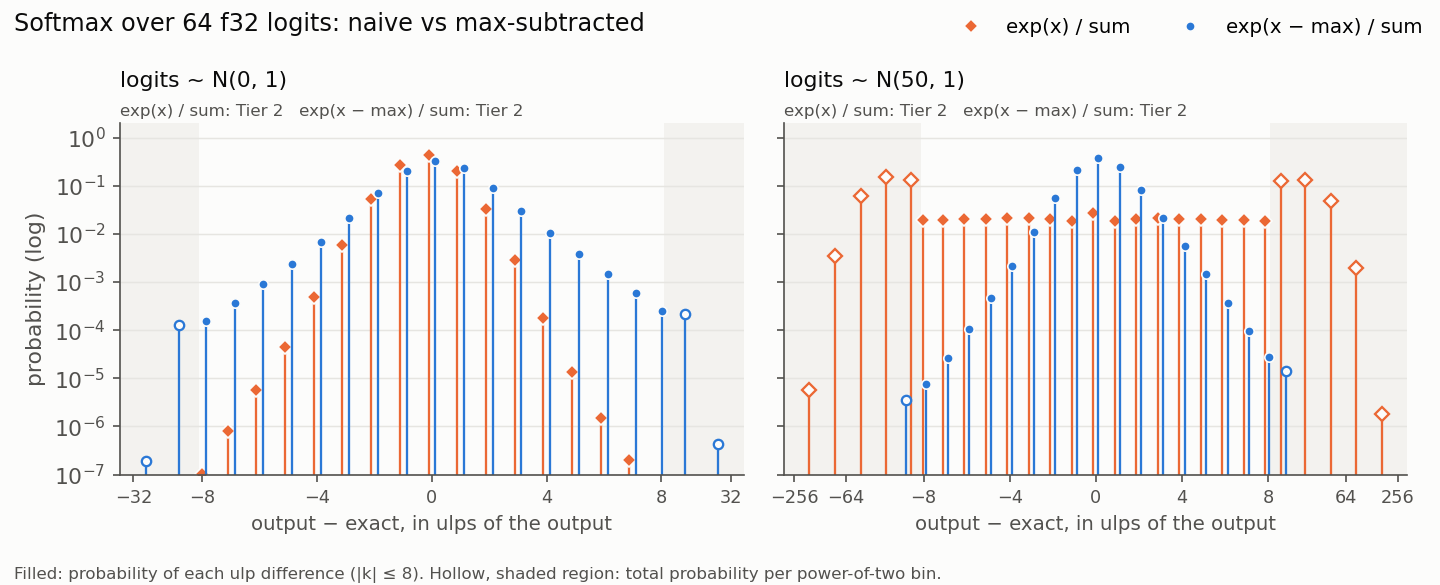 Softmax over 64 f32 logits: naive vs max-subtracted
exp(x) / sum
exp(x − max) / sum
logits ~ N(0, 1)
exp(x) / sum: Tier 2 exp(x − max) / sum: Tier 2
logits ~ N(50, 1)
exp(x) / sum: Tier 2 exp(x − max) / sum: Tier 2
probability (log)
10⁰
10⁻¹
10⁻²
10⁻³
10⁻⁴
10⁻⁵
10⁻⁶
10⁻⁷
−32 −8 −4 0 4 8 32
−256 −64 −8 −4 0 4 8 64 256
output − exact, in ulps of the output
output − exact, in ulps of the output
Filled: probability of each ulp difference (|k| ≤ 8). Hollow, shaded region: total probability per power-of-two bin.